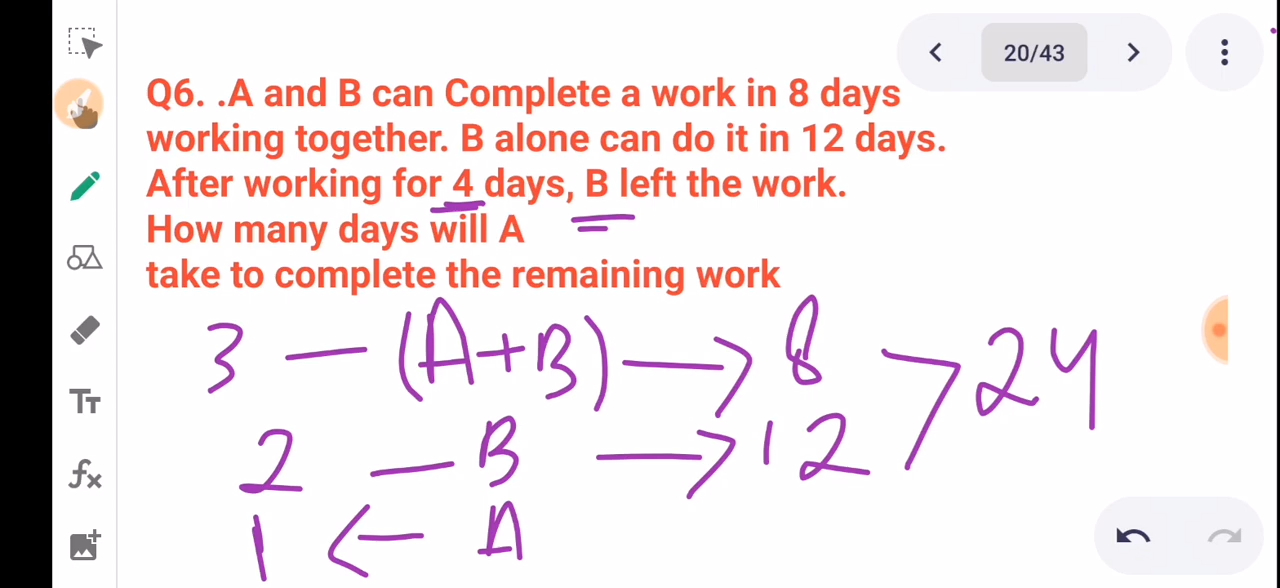 20/43
Q6. .A and B can Complete a work in 8 days
working together. B alone can do it in 12 days.
After working for 4 days, B left the work.
How many days will A
take to complete the remaining work
3 — (A+B) → 8 > 24
2 — B → 12
1 ← A
Tт
fx